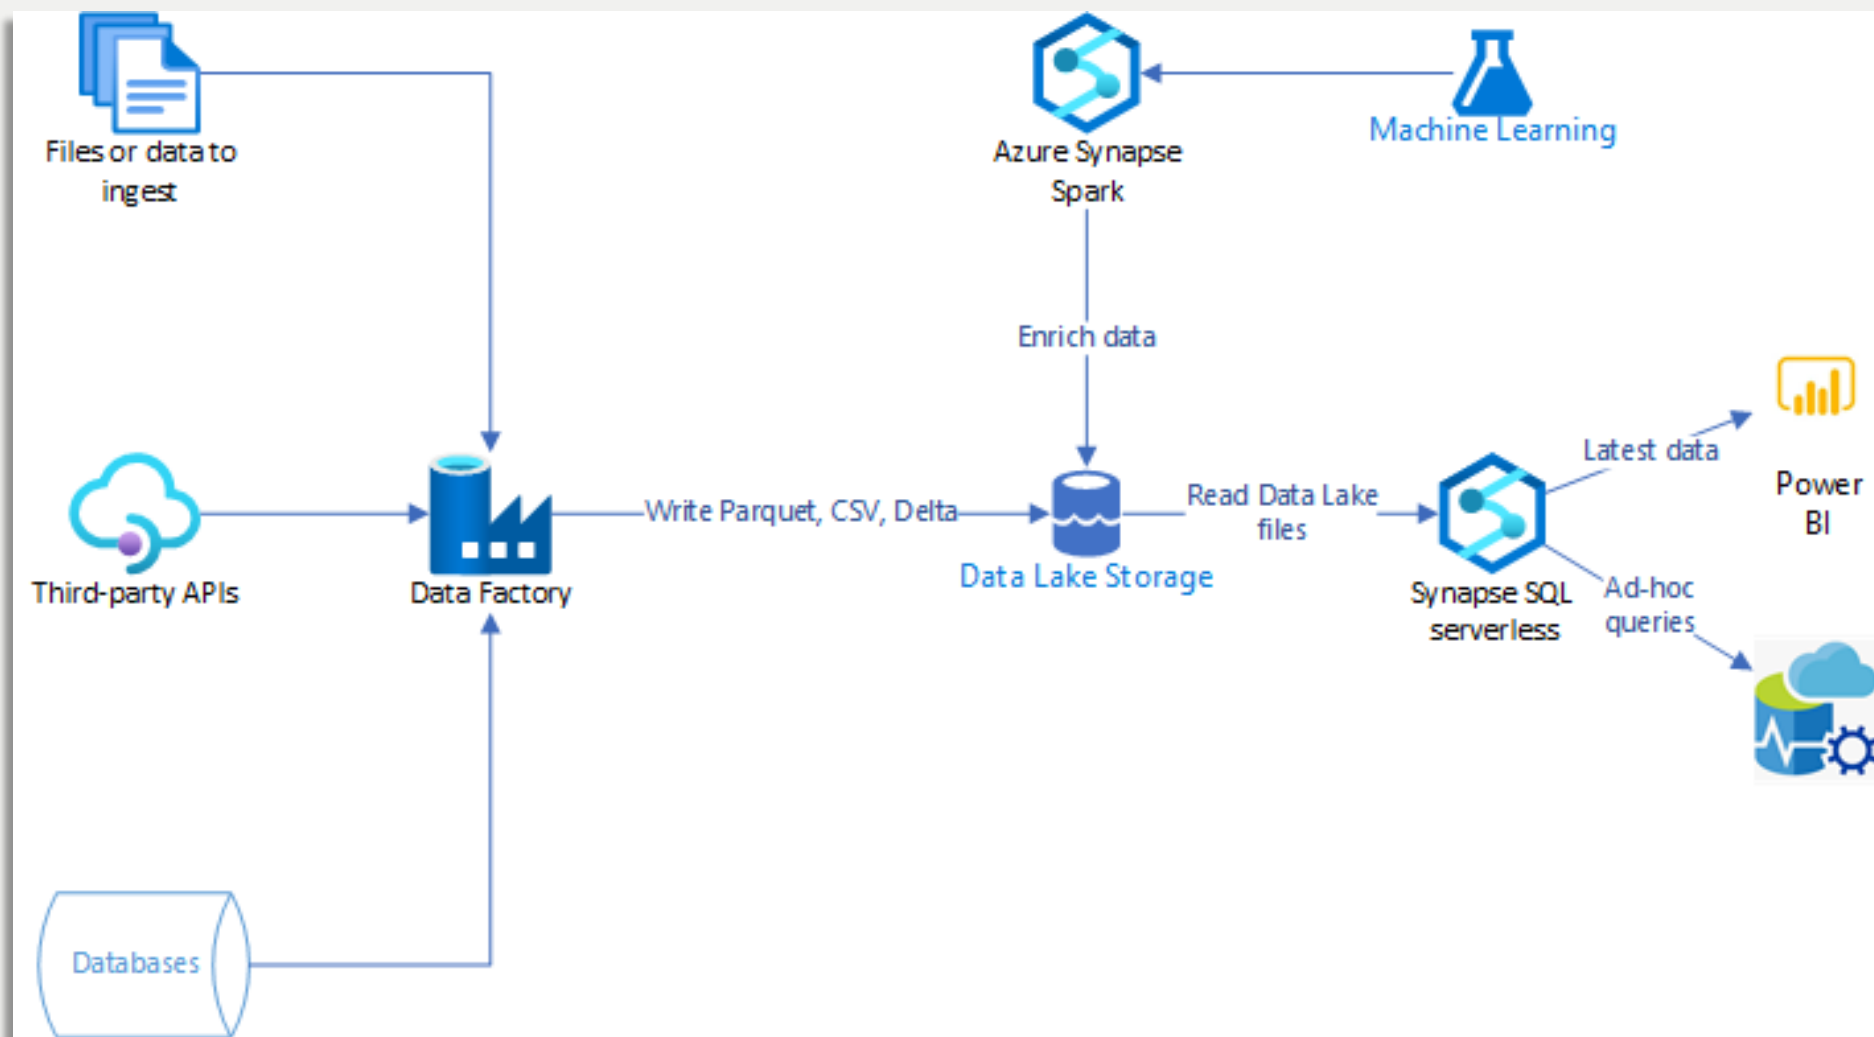 Files or data to
ingest
Azure Synapse
Spark
Machine Learning
Enrich data
Third-party APIs
Data Factory
Write Parquet, CSV, Delta
Data Lake Storage
Read Data Lake
files
Synapse SQL
serverless
Latest data
Power
BI
Ad-hoc
queries
Databases